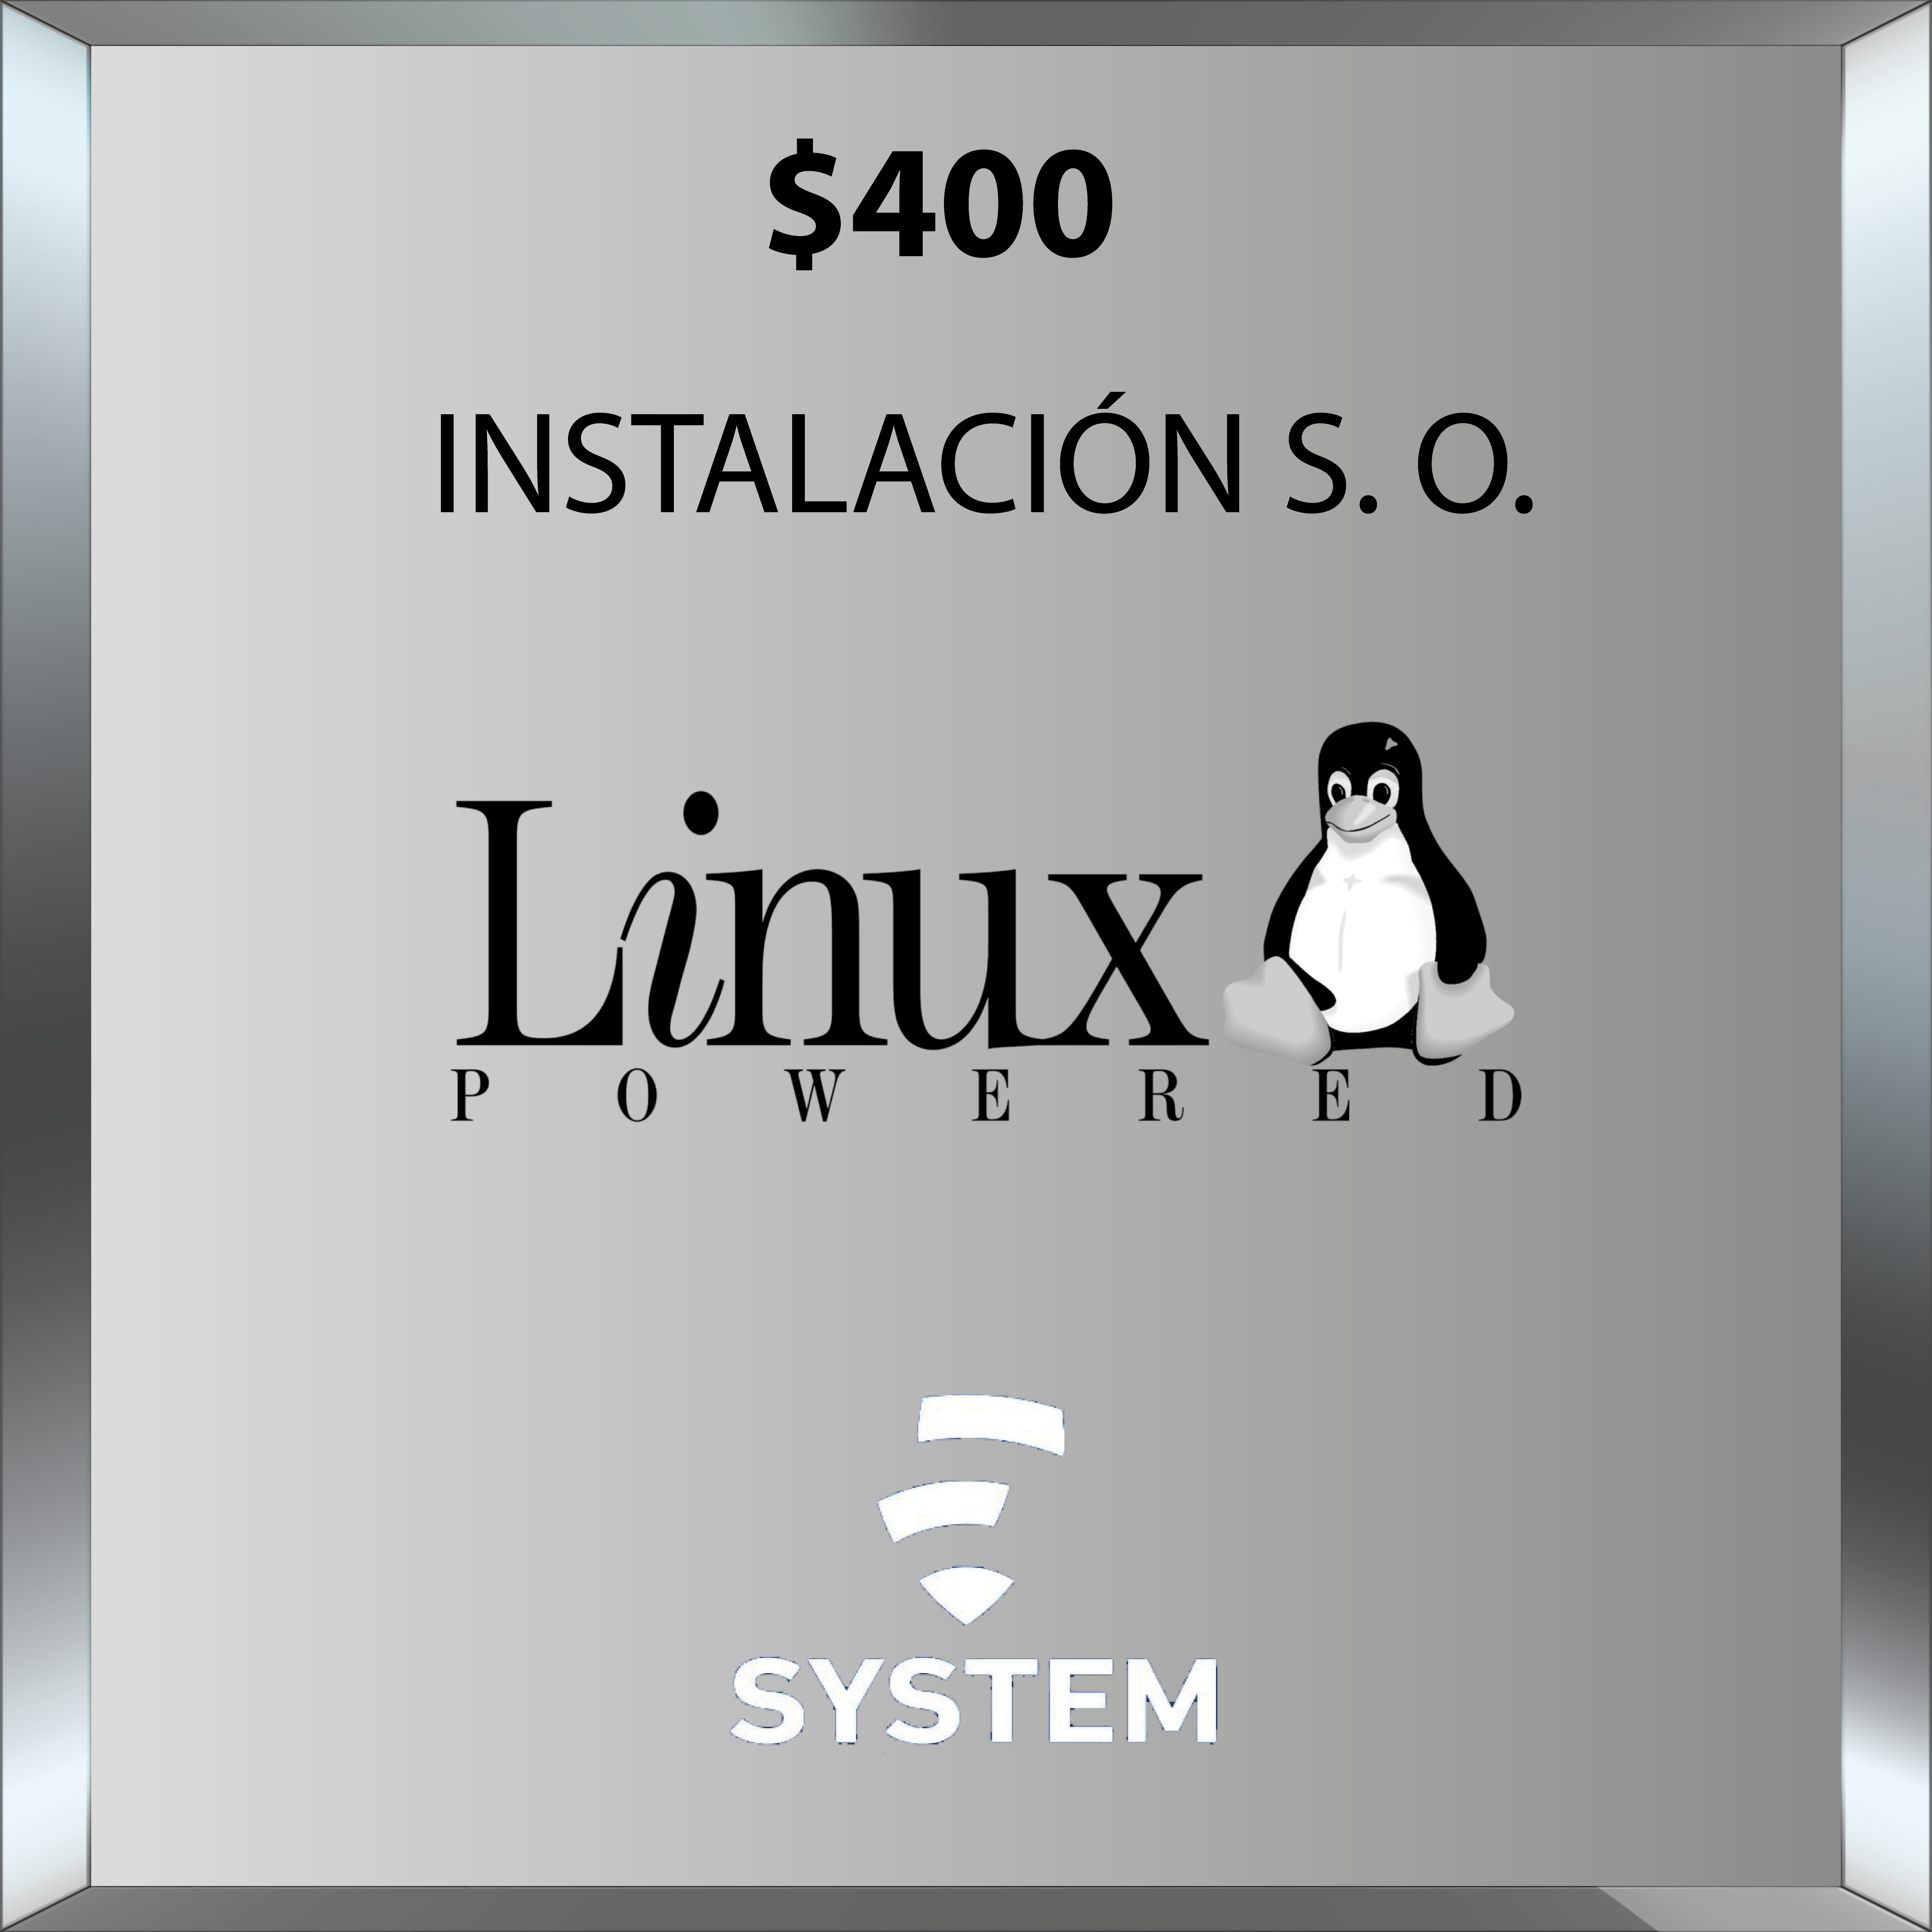 $400
INSTALACIÓN S. O.
Linux
POWERED
SYSTEM